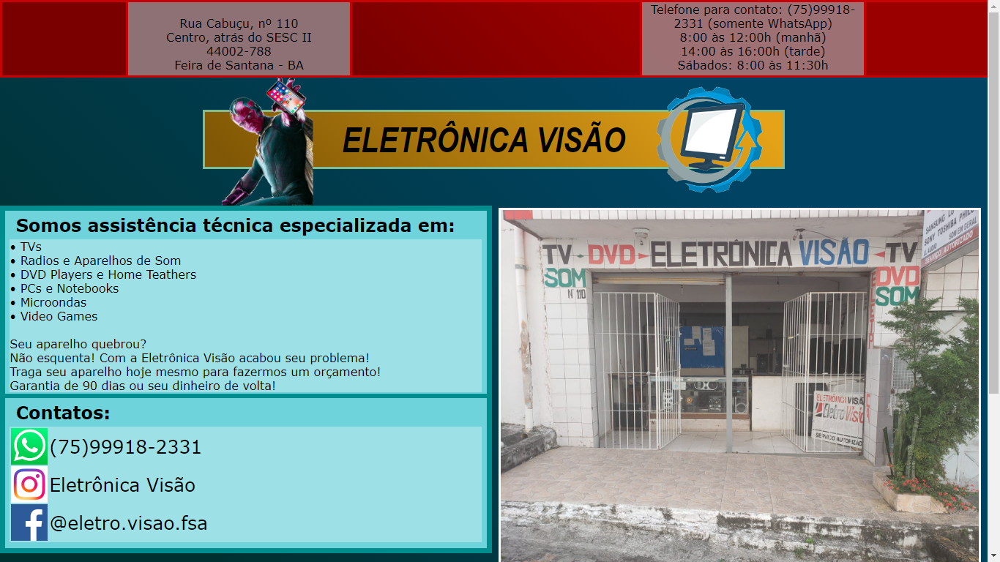 Rua Cabuçu, nº 110
Centro, atrás do SESC II
44002-788
Feira de Santana - BA
Telefone para contato: (75)99918-
2331 (somente WhatsApp)
8:00 às 12:00h (manhã)
14:00 às 16:00h (tarde)
Sábados: 8:00 às 11:30h
ELETRÔNICA VISÃO
Somos assistência técnica especializada em:
• TVs
• Radios e Aparelhos de Som
• DVD Players e Home Teathers
• PCs e Notebooks
• Microondas
• Video Games
Seu aparelho quebrou?
Não esquenta! Com a Eletrônica Visão acabou seu problema!
Traga seu aparelho hoje mesmo para fazermos um orçamento!
Garantia de 90 dias ou seu dinheiro de volta!
Contatos:
(75)99918-2331
Eletrônica Visão
@eletro.visao.fsa
SAMSUNG LG
SONY TOSHIBA PHIL
SOM EM GERAL
SERVIÇO AUTORIZADO
TV DVD ELETRÔNICA VISÃO TV
SOM
Nº 110
DVD
SOM
ELETRÔNICA VISÃ
Eletro Visã
SERVIÇO AUTORIZAD